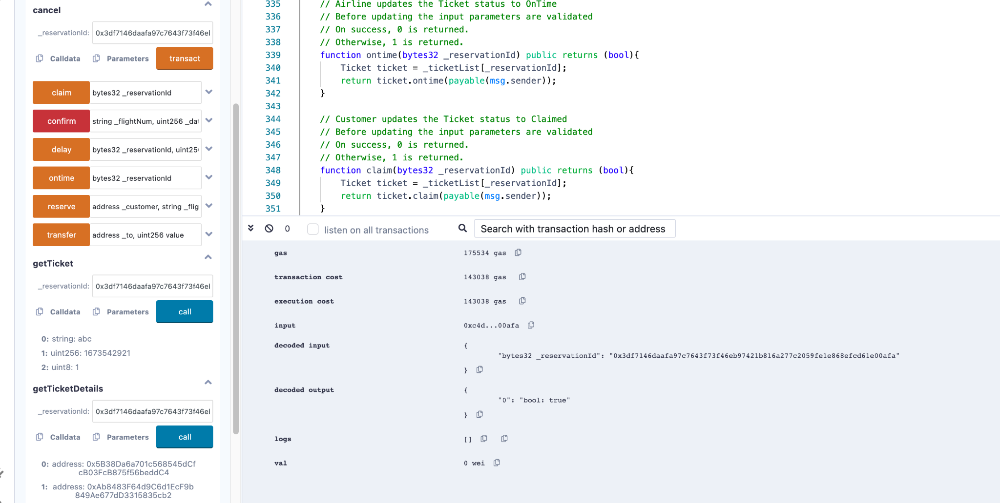 cancel
_reservationId: 0x3df7146daafa97c7643f73f46el
Calldata Parameters transact
claim bytes32 _reservationId
confirm string _flightNum, uint256 _dat
delay bytes32 _reservationId, uint25
ontime bytes32 _reservationId
reserve address _customer, string _flig
transfer address _to, uint256 value
getTicket
_reservationId: 0x3df7146daafa97c7643f73f46el
Calldata Parameters call
0: string: abc
1: uint256: 1673542921
2: uint8: 1
getTicketDetails
_reservationId: 0x3df7146daafa97c7643f73f46el
Calldata Parameters call
0: address: 0x5B38Da6a701c568545dCf
cB03FcB875f56beddC4
1: address: 0xAb8483F64d9C6d1EcF9b
849Ae677dD3315835cb2
335 // Airline updates the Ticket status to OnTime
336 // Before updating the input parameters are validated
337 // On success, 0 is returned.
338 // Otherwise, 1 is returned.
339 function ontime(bytes32 _reservationId) public returns (bool){
340 Ticket ticket = _ticketList[_reservationId];
341 return ticket.ontime(payable(msg.sender));
342 }
343
344 // Customer updates the Ticket status to Claimed
345 // Before updating the input parameters are validated
346 // On success, 0 is returned.
347 // Otherwise, 1 is returned.
348 function claim(bytes32 _reservationId) public returns (bool){
349 Ticket ticket = _ticketList[_reservationId];
350 return ticket.claim(payable(msg.sender));
351 }
0 listen on all transactions Search with transaction hash or address
gas 175534 gas
transaction cost 143038 gas
execution cost 143038 gas
input 0xc4d...00afa
decoded input {
"bytes32 _reservationId": "0x3df7146daafa97c7643f73f46eb97421b816a277c2059fe1e868efcd61e00afa"
}
decoded output {
"0": "bool: true"
}
logs []
val 0 wei